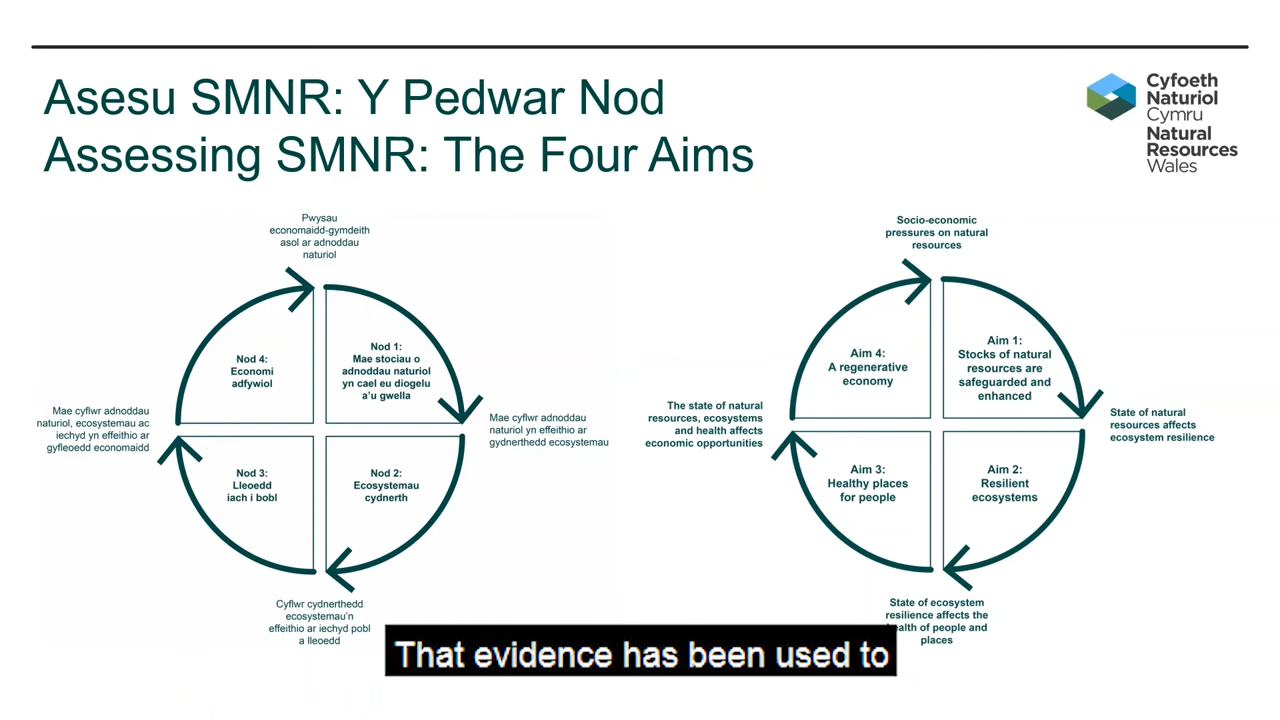 Asesu SMNR: Y Pedwar Nod
Assessing SMNR: The Four Aims
Cyfoeth
Naturiol
Cymru
Natural
Resources
Wales
Pwysau
economaidd-gymdeith
asol ar adnoddau
naturiol
Nod 4:
Economi
adfywiol
Nod 1:
Mae stociau o
adnoddau naturiol
yn cael eu diogelu
a'u gwella
Mae cyflwr adnoddau
naturiol, ecosystemau ac
iechyd yn effeithio ar
gyfleoedd economaidd
Mae cyflwr adnoddau
naturiol yn effeithio ar
gydnerthedd ecosystemau
Nod 3:
Lleoedd
iach i bobl
Nod 2:
Ecosystemau
cydnerth
Cyflwr cydnerthedd
ecosystemau'n
effeithio ar iechyd pobl
a lleoedd
Socio-economic
pressures on natural
resources
Aim 4:
A regenerative
economy
Aim 1:
Stocks of natural
resources are
safeguarded and
enhanced
The state of natural
resources, ecosystems
and health affects
economic opportunities
State of natural
resources affects
ecosystem resilience
Aim 3:
Healthy places
for people
Aim 2:
Resilient
ecosystems
State of ecosystem
resilience affects the
health of people and
places
That evidence has been used to